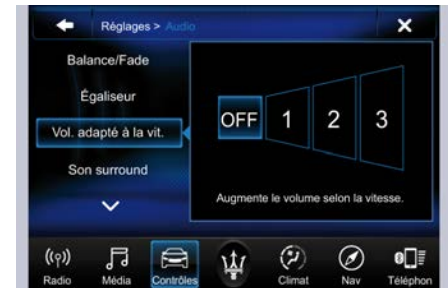 Réglages > Audio
Balance/Fade
Égaliseur
Vol. adapté à la vit.
Son surround
OFF 1 2 3
Augmente le volume selon la vitesse.
Radio Média Contrôles Climat Nav Téléphon